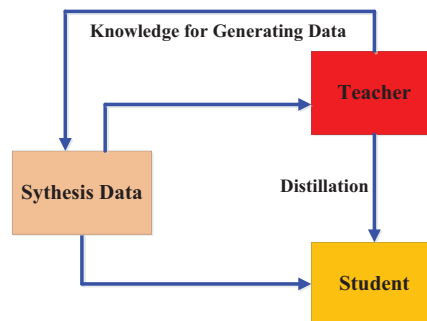 Knowledge for Generating Data
Teacher
Sythesis Data
Distillation
Student